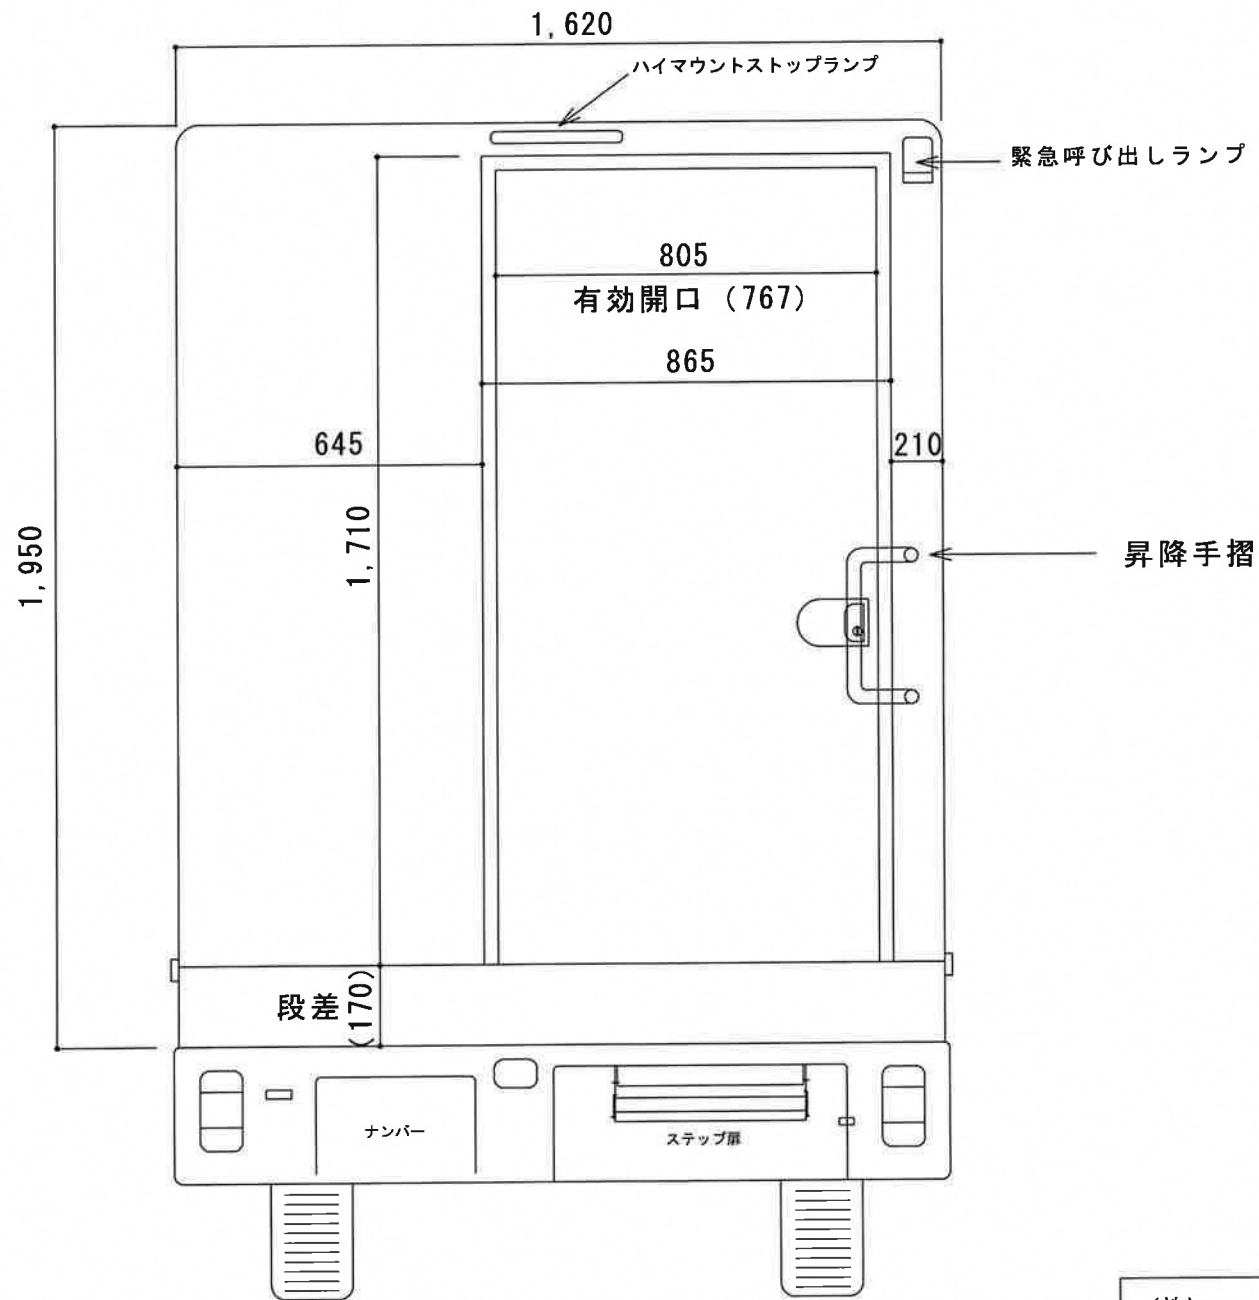 1,620
ハイマウントストップランプ
緊急呼び出しランプ
805
有効開口 (767)
865
645
210
1,950
1,710
昇降手摺
段差
(170)
ナンバー
ステップ扉